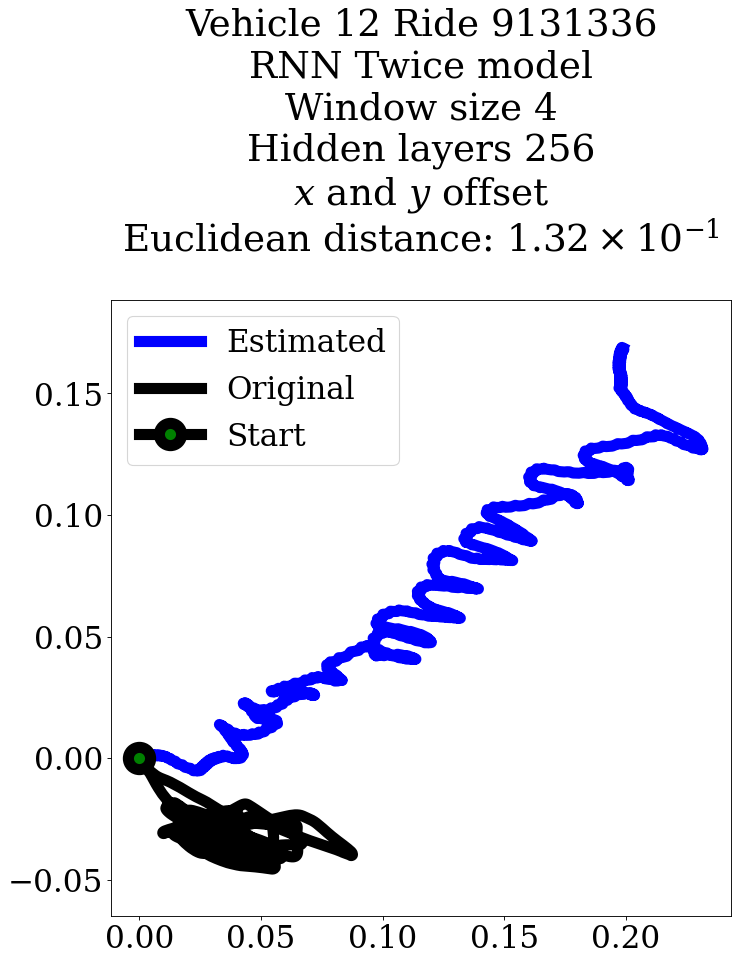 Vehicle 12 Ride 9131336
RNN Twice model
Window size 4
Hidden layers 256
x and y offset
Euclidean distance: 1.32 × 10⁻¹
Estimated
Original
Start
0.15
0.10
0.05
0.00
−0.05
0.00 0.05 0.10 0.15 0.20